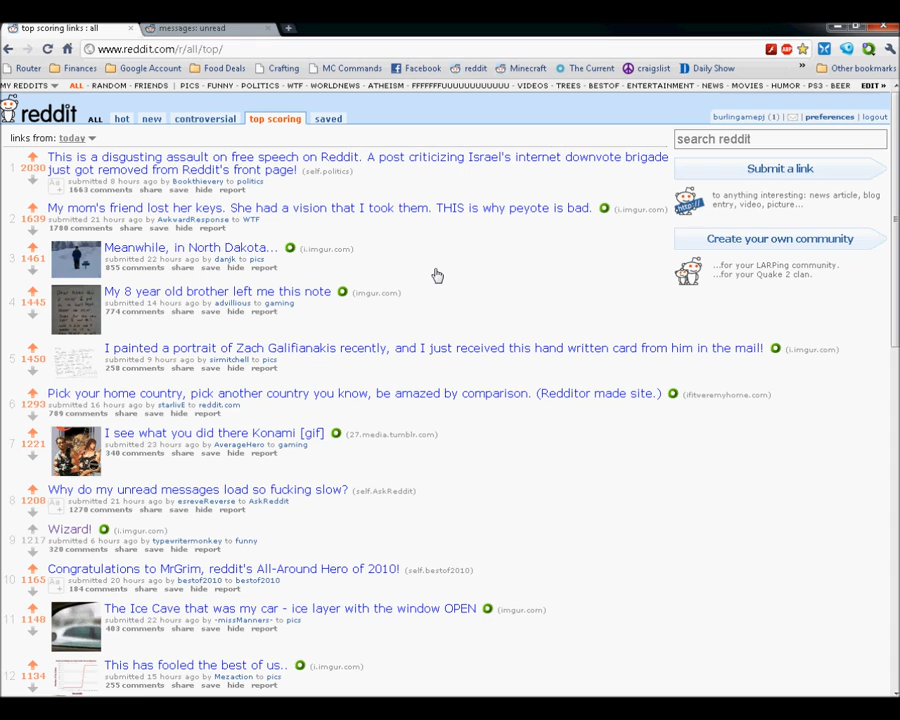 top scoring links : all
messages: unread
www.reddit.com/r/all/top/
Router Finances Google Account Food Deals Crafting MC Commands Facebook reddit Minecraft The Current craigslist Daily Show » Other bookmarks
MY REDDITS ALL - RANDOM - FRIENDS | PICS - FUNNY - POLITICS - WTF - WORLDNEWS - ATHEISM - FFFFFFFUUUUUUUUUUUU - VIDEOS - TREES - BESTOF - ENTERTAINMENT - NEWS - MOVIES - HUMOR - PS3 - BEER EDIT »
reddit ALL hot new controversial top scoring saved
burlingamepj (1) | preferences | logout
links from: today
search reddit
1 2030 This is a disgusting assault on free speech on Reddit. A post criticizing Israel's internet downvote brigade
just got removed from Reddit's front page! (self.politics)
submitted 8 hours ago by Bookthievery to politics
1663 comments share save hide report
2 1639 My mom's friend lost her keys. She had a vision that I took them. THIS is why peyote is bad. (i.imgur.com)
submitted 21 hours ago by AwkwardResponse to WTF
1780 comments share save hide report
3 1461 Meanwhile, in North Dakota... (i.imgur.com)
submitted 22 hours ago by danjk to pics
855 comments share save hide report
4 1445 My 8 year old brother left me this note (imgur.com)
submitted 14 hours ago by advillious to gaming
774 comments share save hide report
5 1450 I painted a portrait of Zach Galifianakis recently, and I just received this hand written card from him in the mail! (i.imgur.com)
submitted 9 hours ago by sirmitchell to pics
258 comments share save hide report
6 1293 Pick your home country, pick another country you know, be amazed by comparison. (Redditor made site.) (ifitweremyhome.com)
submitted 16 hours ago by starlivE to reddit.com
789 comments share save hide report
7 1221 I see what you did there Konami [gif] (27.media.tumblr.com)
submitted 23 hours ago by AverageHero to gaming
340 comments share save hide report
8 1208 Why do my unread messages load so fucking slow? (self.AskReddit)
submitted 21 hours ago by esreveReverse to AskReddit
1270 comments share save hide report
9 1217 Wizard! (i.imgur.com)
submitted 6 hours ago by typewritermonkey to funny
320 comments share save hide report
10 1165 Congratulations to MrGrim, reddit's All-Around Hero of 2010! (self.bestof2010)
submitted 20 hours ago by bestof2010 to bestof2010
184 comments share save hide report
11 1148 The Ice Cave that was my car - ice layer with the window OPEN (imgur.com)
submitted 22 hours ago by -missManners- to pics
403 comments share save hide report
12 1134 This has fooled the best of us.. (i.imgur.com)
submitted 15 hours ago by Mezaction to pics
255 comments share save hide report
Submit a link
to anything interesting: news article, blog
entry, video, picture...
Create your own community
...for your LARPing community.
...for your Quake 2 clan.